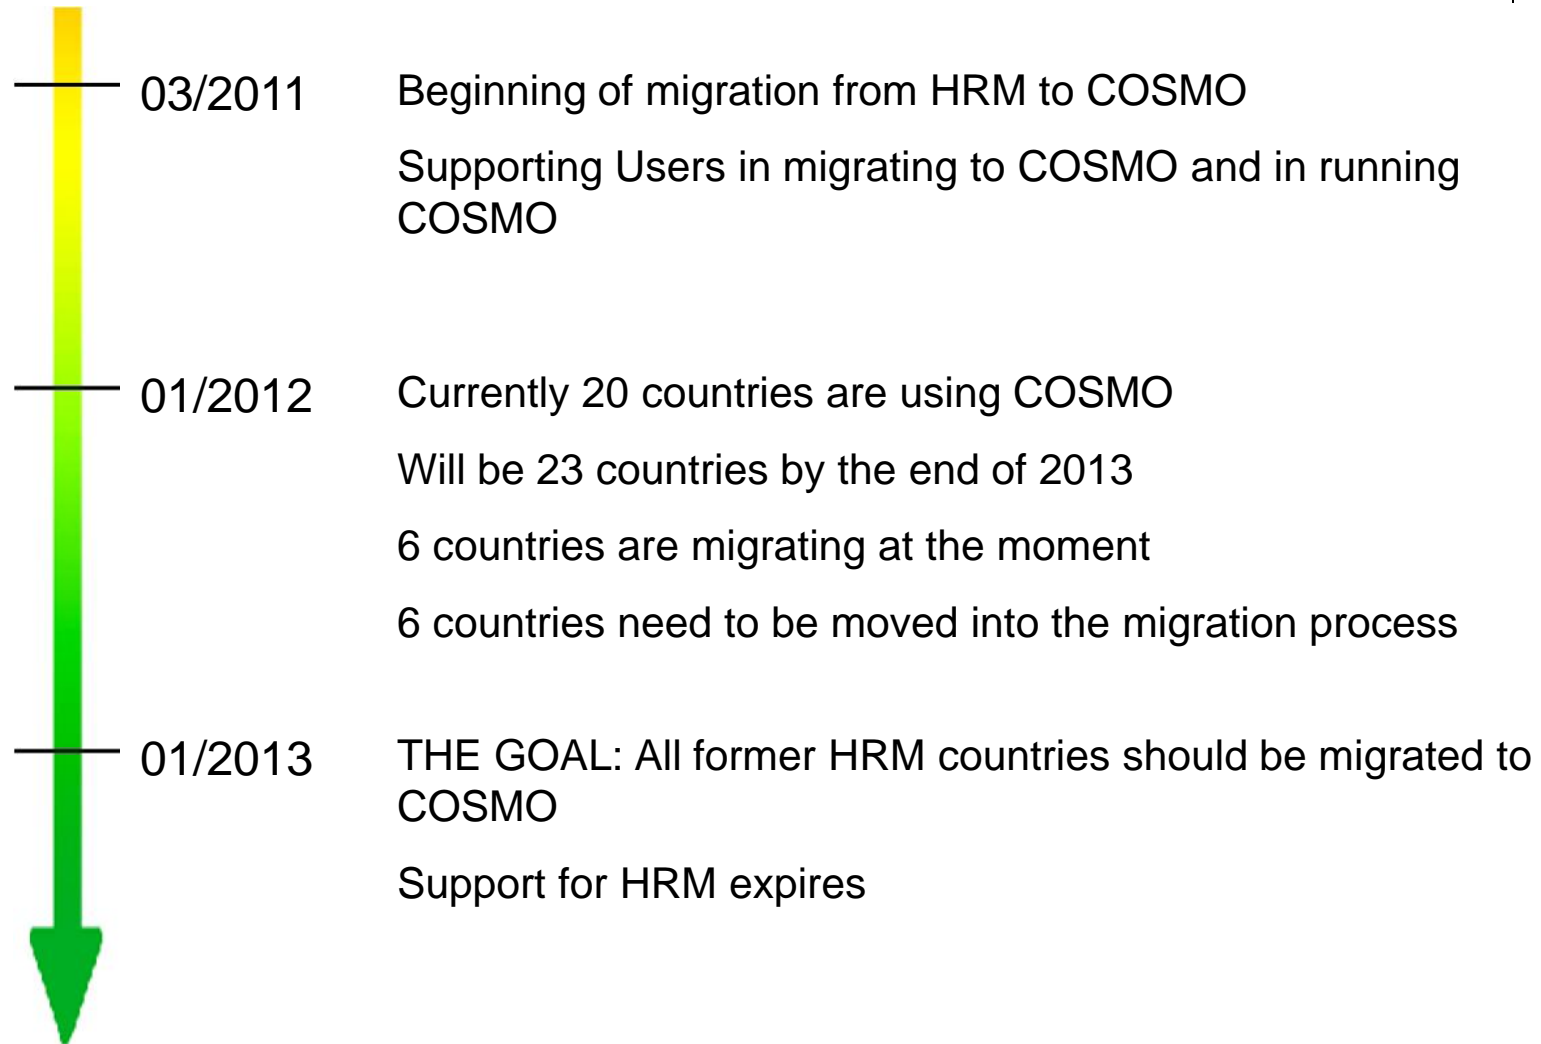 03/2011 Beginning of migration from HRM to COSMO
Supporting Users in migrating to COSMO and in running
COSMO
01/2012 Currently 20 countries are using COSMO
Will be 23 countries by the end of 2013
6 countries are migrating at the moment
6 countries need to be moved into the migration process
01/2013 THE GOAL: All former HRM countries should be migrated to
COSMO
Support for HRM expires